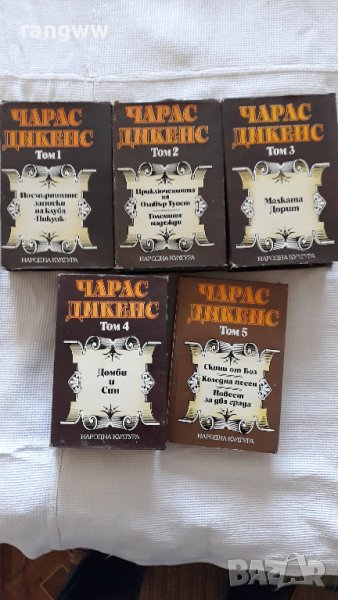 rangww
ЧАРЛС
ДИКЕНС
Том 1
Посмъртните
записки
на клуба
„Пикуик“
НАРОДНА КУЛТУРА
ЧАРЛС
ДИКЕНС
Том 2
Приключенията
на
Оливър Туист
Големите
надежди
НАРОДНА КУЛТУРА
ЧАРЛС
ДИКЕНС
Том 3
Малката
Дорит
НАРОДНА КУЛТУРА
ЧАРЛС
ДИКЕНС
Том 4
Домби
и
Син
НАРОДНА КУЛТУРА
ЧАРЛС
ДИКЕНС
Том 5
Скици от Боз
Коледна песен
Повест
за два града
НАРОДНА КУЛТУРА
BAZAR.bg